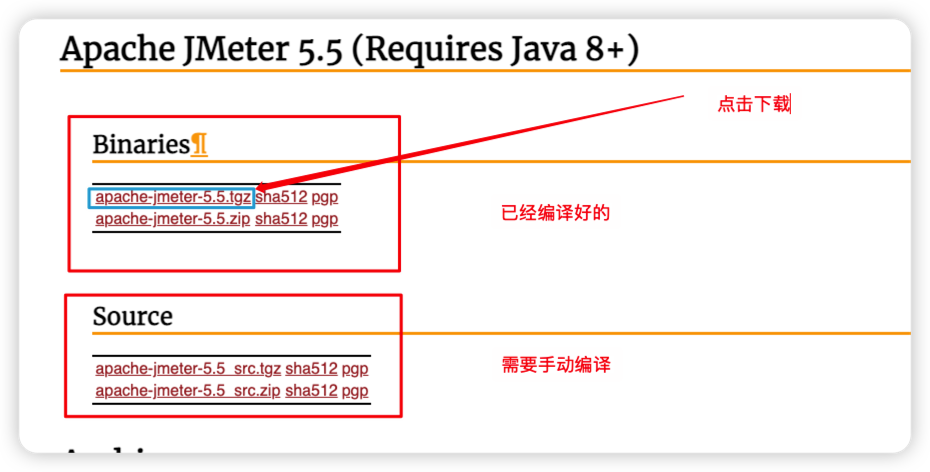 Apache JMeter 5.5 (Requires Java 8+)
点击下载
Binaries¶
apache-jmeter-5.5.tgz sha512 pgp
apache-jmeter-5.5.zip sha512 pgp
已经编译好的
Source
apache-jmeter-5.5_src.tgz sha512 pgp
apache-jmeter-5.5_src.zip sha512 pgp
需要手动编译